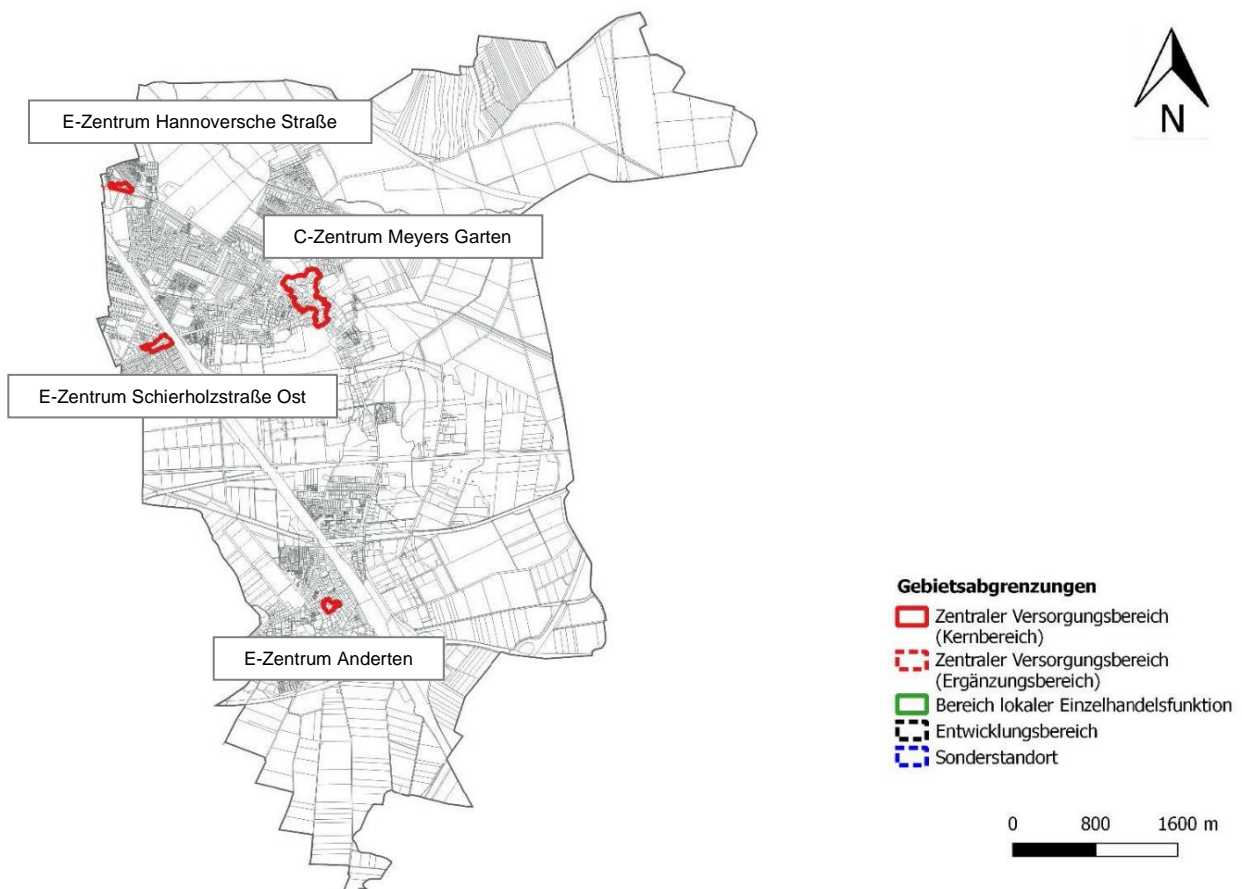 E-Zentrum Hannoversche Straße
N
C-Zentrum Meyers Garten
E-Zentrum Schierholzstraße Ost
E-Zentrum Anderten
Gebietsabgrenzungen
Zentraler Versorgungsbereich
(Kernbereich)
Zentraler Versorgungsbereich
(Ergänzungsbereich)
Bereich lokaler Einzelhandelsfunktion
Entwicklungsbereich
Sonderstandort
0 800 1600 m